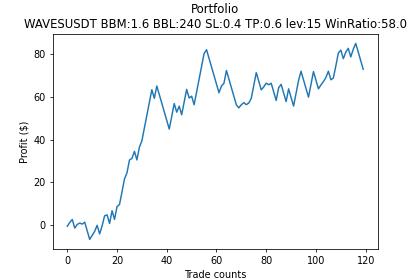 Portfolio
WAVESUSDT BBM:1.6 BBL:240 SL:0.4 TP:0.6 lev:15 WinRatio:58.0
80
60
40
20
0
Profit ($)
0 20 40 60 80 100 120
Trade counts